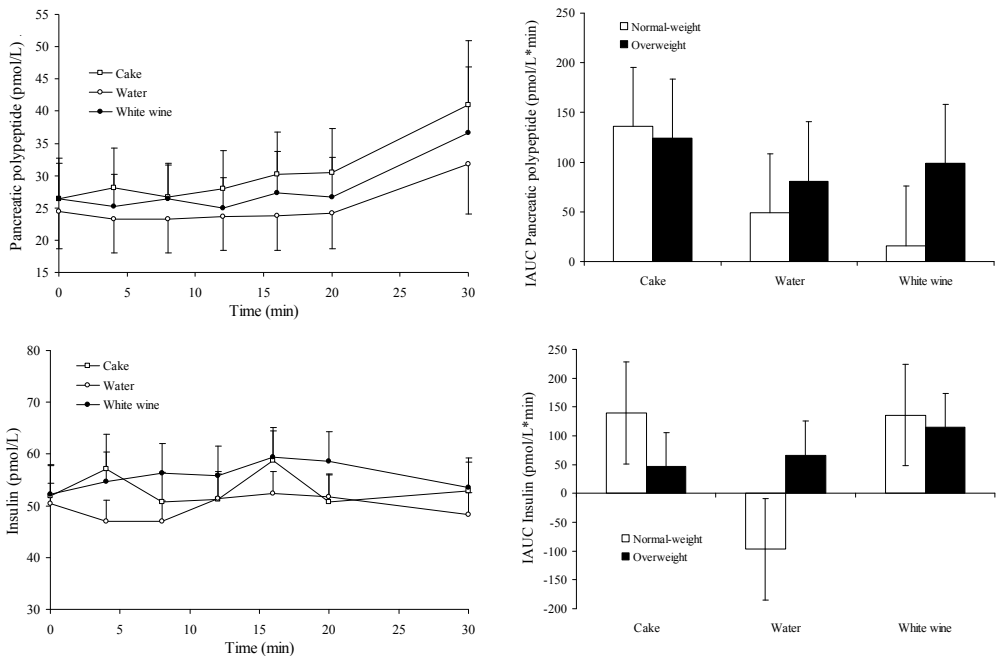 Pancreatic polypeptide (pmol/L)
55
50
45
40
35
30
25
20
15
Cake
Water
White wine
0 5 10 15 20 25 30
Time (min)
IAUC Pancreatic polypeptide (pmol/L*min)
250
200
150
100
50
0
Normal-weight
Overweight
Cake Water White wine
Insulin (pmol/L)
80
70
60
50
40
30
Cake
Water
White wine
0 5 10 15 20 25 30
Time (min)
IAUC Insulin (pmol/L*min)
250
200
150
100
50
0
-50
-100
-150
-200
Normal-weight
Overweight
Cake Water White wine